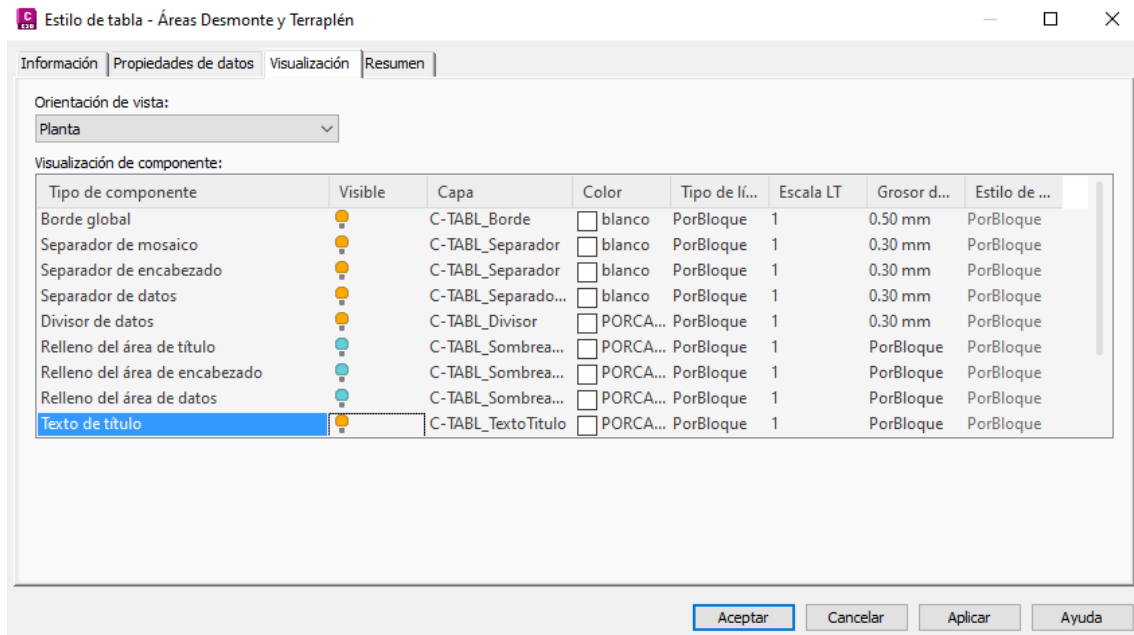 C
C3D
Estilo de tabla - Áreas Desmonte y Terraplén
Información Propiedades de datos Visualización Resumen
Orientación de vista:
Planta
Visualización de componente:
Tipo de componente Visible Capa Color Tipo de lí... Escala LT Grosor d... Estilo de ...
Borde global C-TABL_Borde blanco PorBloque 1 0.50 mm PorBloque
Separador de mosaico C-TABL_Separador blanco PorBloque 1 0.30 mm PorBloque
Separador de encabezado C-TABL_Separador blanco PorBloque 1 0.30 mm PorBloque
Separador de datos C-TABL_Separado... blanco PorBloque 1 0.30 mm PorBloque
Divisor de datos C-TABL_Divisor PORCA... PorBloque 1 0.30 mm PorBloque
Relleno del área de título C-TABL_Sombrea... PORCA... PorBloque 1 PorBloque PorBloque
Relleno del área de encabezado C-TABL_Sombrea... PORCA... PorBloque 1 PorBloque PorBloque
Relleno del área de datos C-TABL_Sombrea... PORCA... PorBloque 1 PorBloque PorBloque
Texto de título C-TABL_TextoTitulo PORCA... PorBloque 1 PorBloque PorBloque
Aceptar Cancelar Aplicar Ayuda